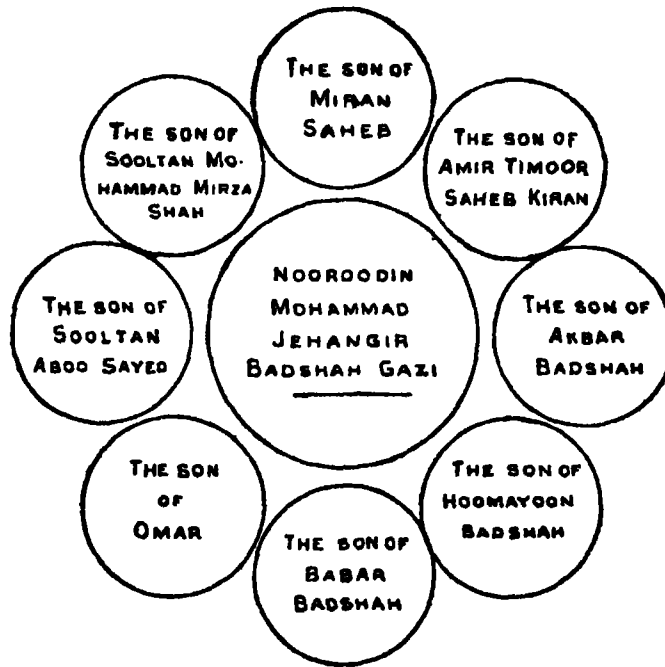 THE SON OF
MIRAN
SAHEB
THE SON OF
SOOLTAN MO-
HAMMAD MIRZA
SHAH
THE SON OF
AMIR TIMOOR
SAHEB KIRAN
NOOROODIN
MOHAMMAD
JEHANGIR
BADSHAH GAZI
THE SON OF
SOOLTAN
ABOO SAYED
THE SON OF
AKBAR
BADSHAH
THE SON
OF
OMAR
THE SON OF
HOOMAYOON
BADSHAH
THE SON OF
BABAR
BADSHAH